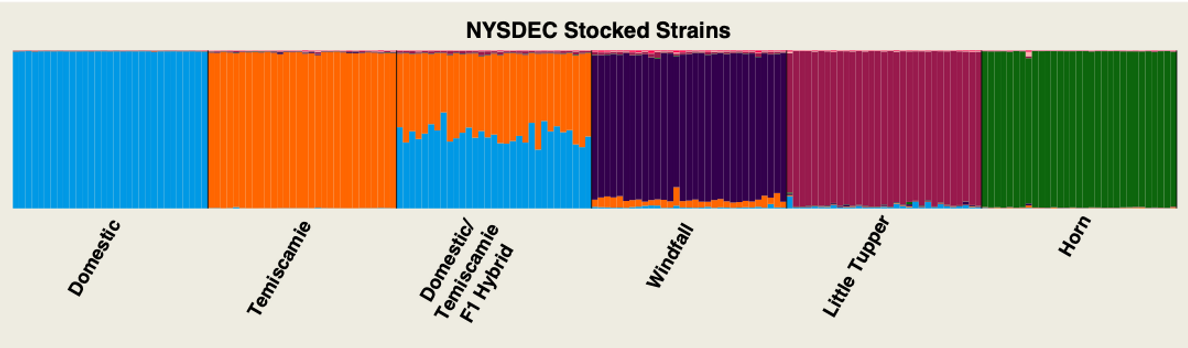 NYSDEC Stocked Strains
Domestic
Temiscamie
Domestic/
Temiscamie
F1 Hybrid
Windfall
Little Tupper
Horn